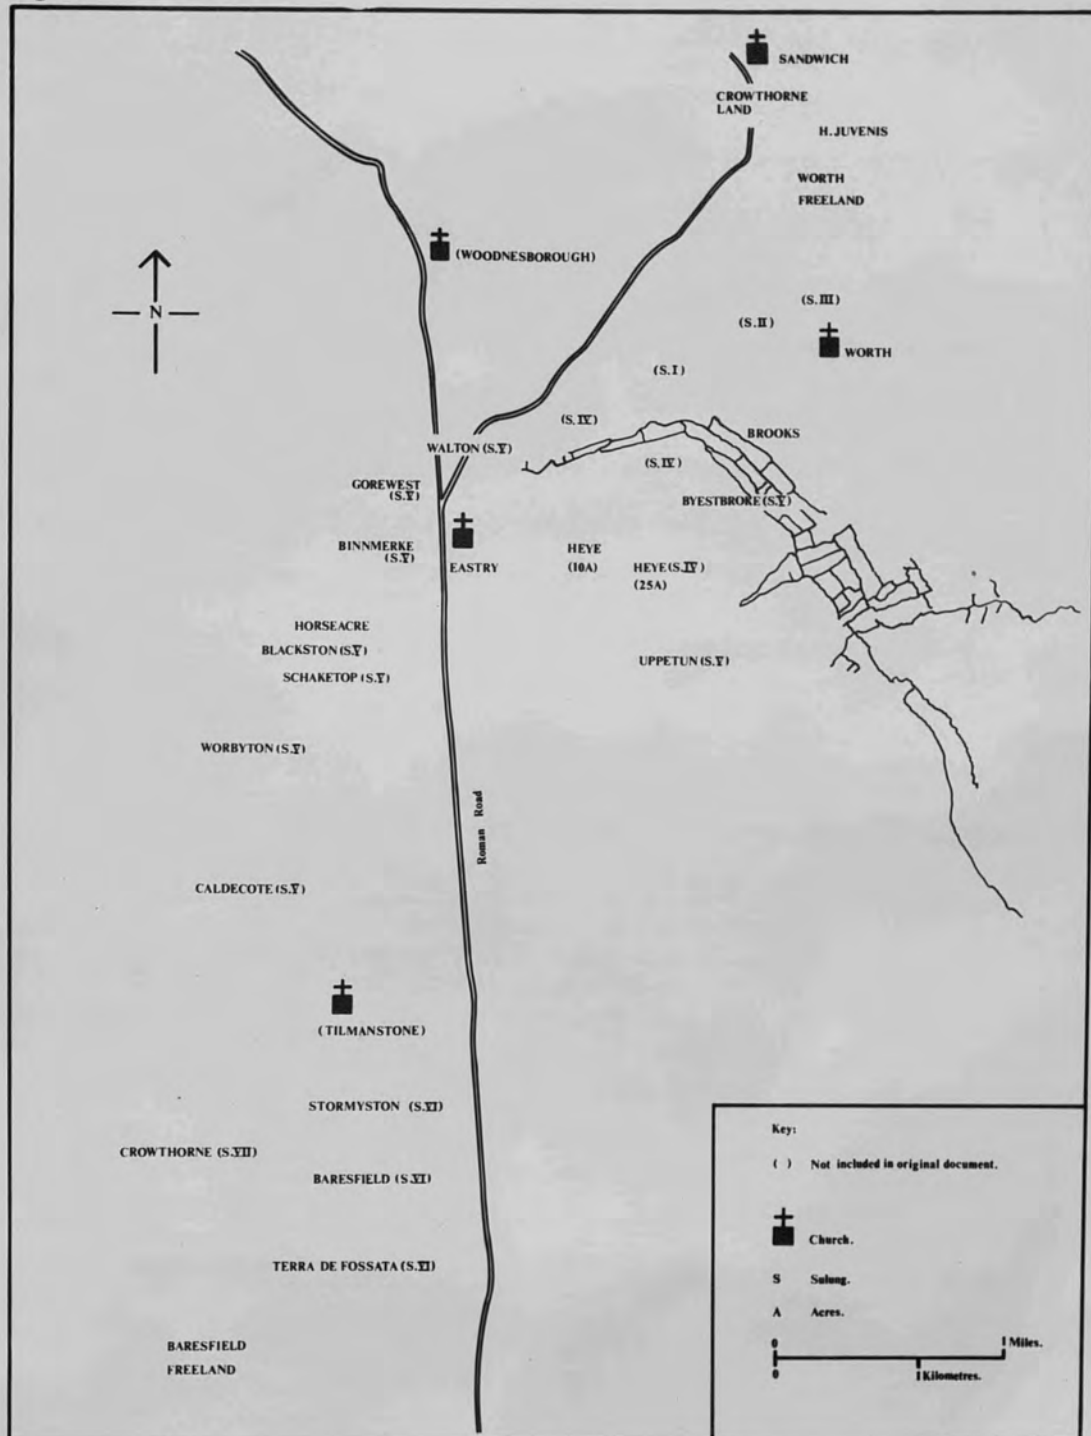 SANDWICH
CROWTHORNE
LAND
H. JUVENIS
WORTH
FREELAND
(WOODNESBOROUGH)
N
(S.III)
(S.II)
WORTH
(S.I)
(S.IV)
BROOKS
WALTON (S.V)
(S.IV)
GOREWEST
(S.V)
BYESTBROKE (S.V)
BINNMERKE
(S.V)
EASTRY
HEYE
(10A)
HEYE (S.IV)
(25A)
HORSEACRE
BLACKSTON (S.V)
SCHAKETOP (S.V)
UPPETUN (S.V)
WORBYTON (S.V)
Roman Road
CALDECOTE (S.V)
(TILMANSTONE)
STORMYSTON (S.VI)
CROWTHORNE (S.VII)
BARESFIELD (S.VI)
TERRA DE FOSSATA (S.VI)
BARESFIELD
FREELAND
Key:
( ) Not included in original document.
Church.
S Sulung.
A Acres.
0 1 Miles.
0 1 Kilometres.